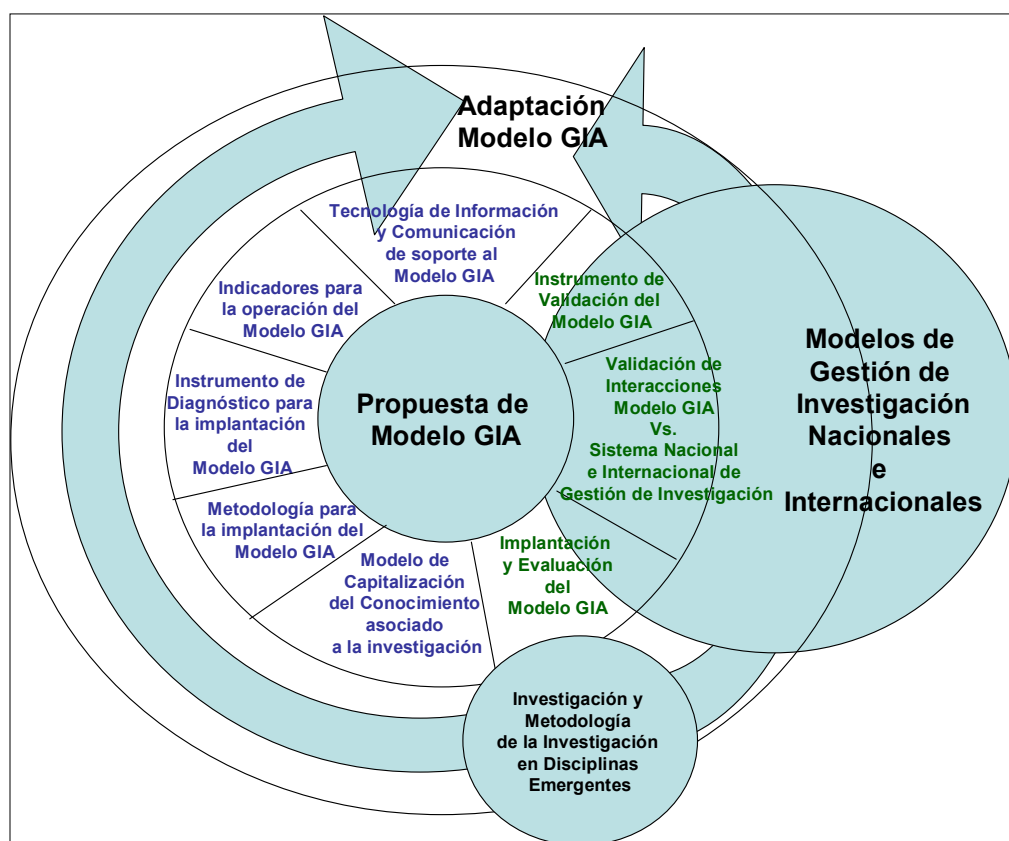 Adaptación
Modelo GIA
Tecnología de Información
y Comunicación
de soporte al
Modelo GIA
Instrumento de
Validación del
Modelo GIA
Indicadores para
la operación del
Modelo GIA
Validación de
Interacciones
Modelo GIA
Vs.
Sistema Nacional
e Internacional de
Gestión de Investigación
Modelos de
Gestión de
Investigación
Nacionales
e
Internacionales
Propuesta de
Modelo GIA
Instrumento de
Diagnóstico para
la implantación
del
Modelo GIA
Metodología para
la implantación del
Modelo GIA
Modelo de
Capitalización
del Conocimiento
asociado
a la investigación
Implantación
y Evaluación
del
Modelo GIA
Investigación y
Metodología
de la Investigación
en Disciplinas
Emergentes